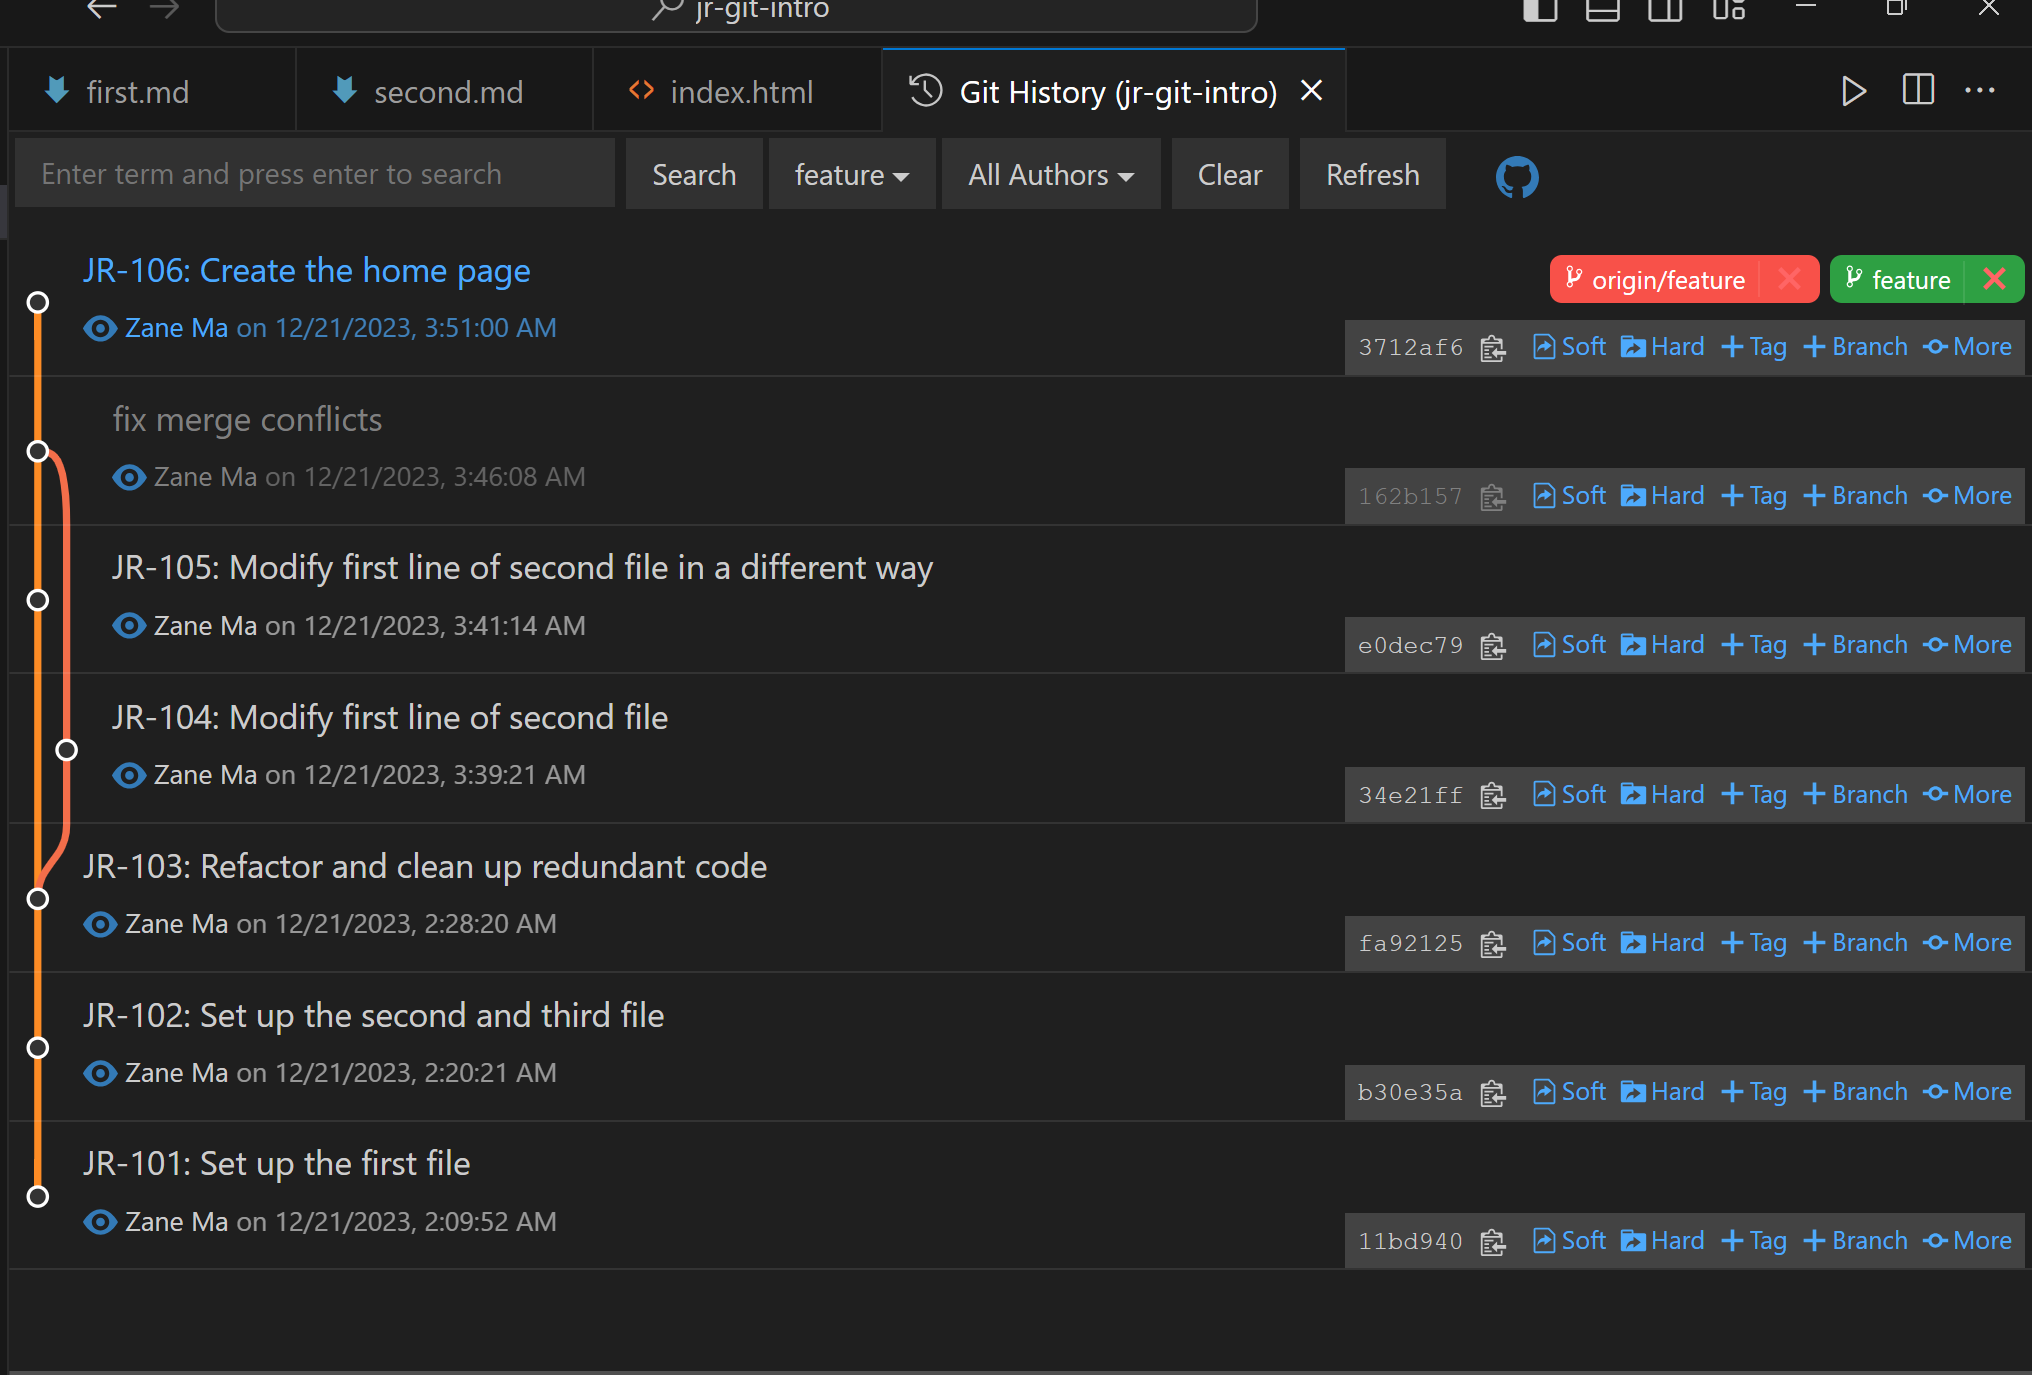 jr-git-intro
first.md
second.md
index.html
Git History (jr-git-intro)
Enter term and press enter to search
Search
feature
All Authors
Clear
Refresh
JR-106: Create the home page
origin/feature
feature
Zane Ma on 12/21/2023, 3:51:00 AM
3712af6 Soft Hard Tag Branch More
fix merge conflicts
Zane Ma on 12/21/2023, 3:46:08 AM
162b157 Soft Hard Tag Branch More
JR-105: Modify first line of second file in a different way
Zane Ma on 12/21/2023, 3:41:14 AM
e0dec79 Soft Hard Tag Branch More
JR-104: Modify first line of second file
Zane Ma on 12/21/2023, 3:39:21 AM
34e21ff Soft Hard Tag Branch More
JR-103: Refactor and clean up redundant code
Zane Ma on 12/21/2023, 2:28:20 AM
fa92125 Soft Hard Tag Branch More
JR-102: Set up the second and third file
Zane Ma on 12/21/2023, 2:20:21 AM
b30e35a Soft Hard Tag Branch More
JR-101: Set up the first file
Zane Ma on 12/21/2023, 2:09:52 AM
11bd940 Soft Hard Tag Branch More